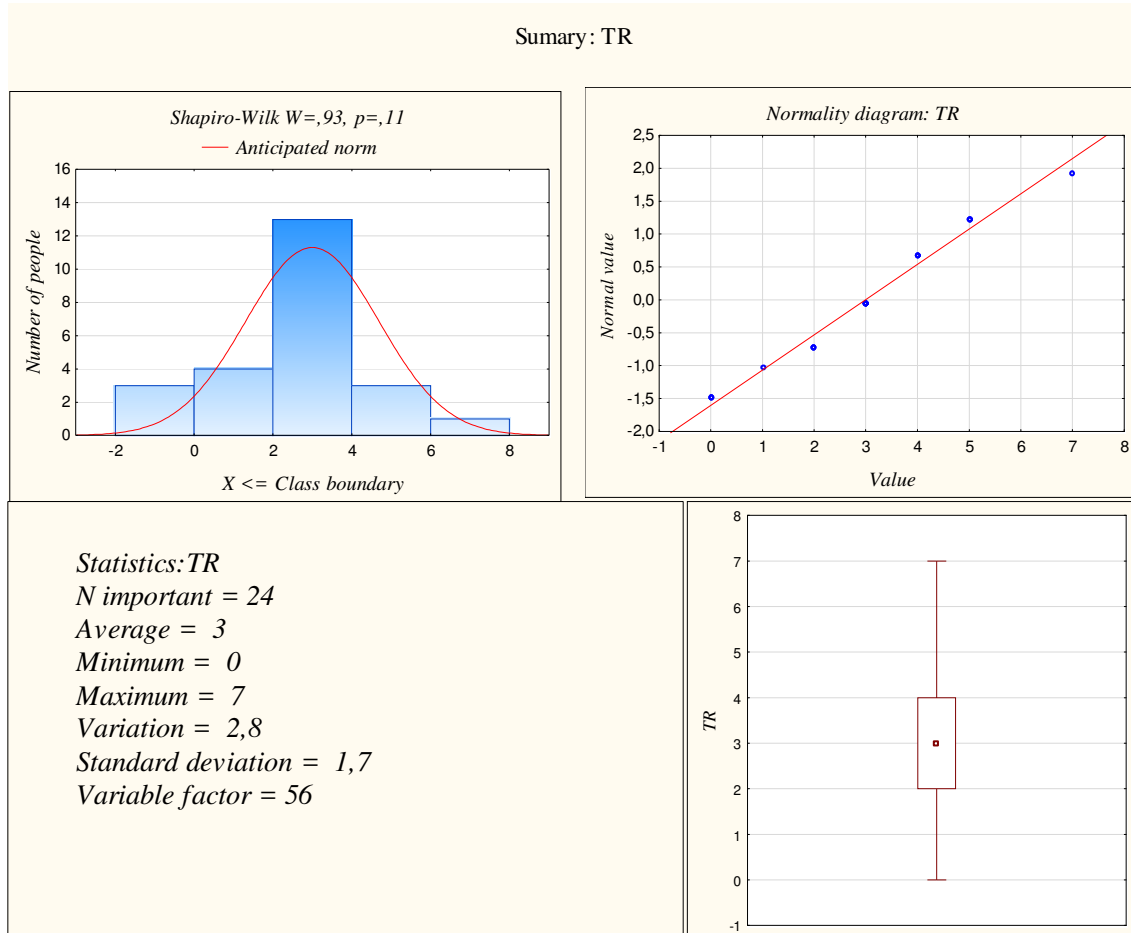 Sumary: TR
Shapiro-Wilk W=,93, p=,11
Anticipated norm
16
14
12
10
8
6
4
2
0
Number of people
-2 0 2 4 6 8
X <= Class boundary
Normality diagram: TR
2,5
2,0
1,5
1,0
0,5
0,0
-0,5
-1,0
-1,5
-2,0
Normal value
-1 0 1 2 3 4 5 6 7 8
Value
Statistics:TR
N important = 24
Average = 3
Minimum = 0
Maximum = 7
Variation = 2,8
Standard deviation = 1,7
Variable factor = 56
8
7
6
5
4
3
2
1
0
-1
TR